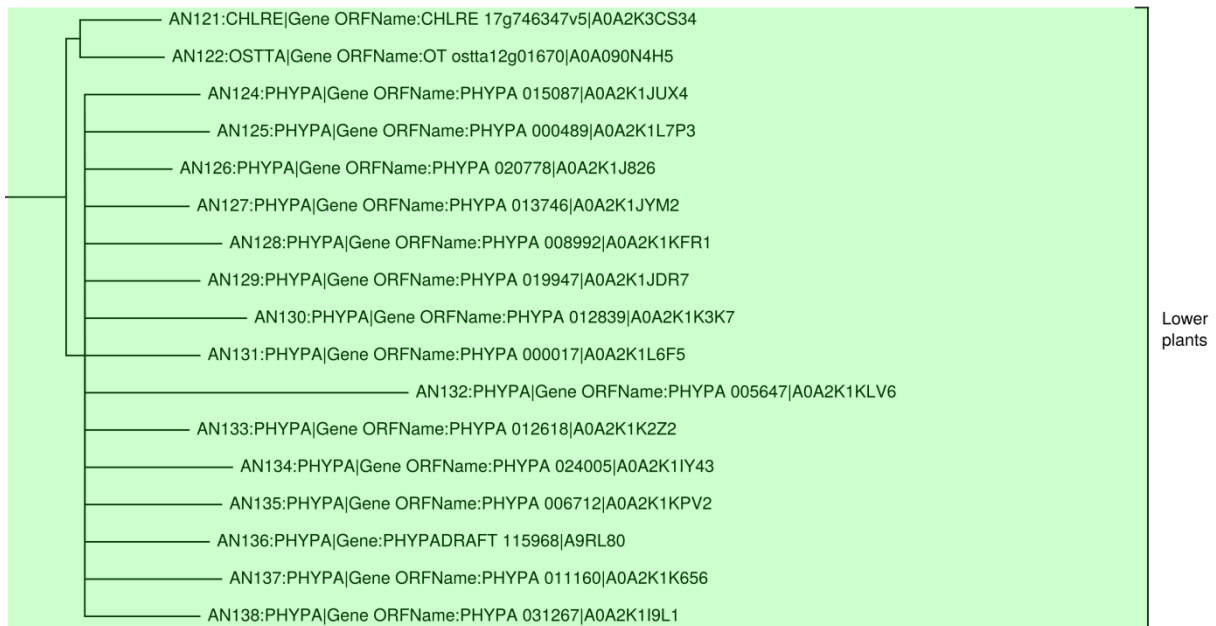 AN121:CHLRE|Gene ORFName:CHLRE 17g746347v5|A0A2K3CS34
AN122:OSTTA|Gene ORFName:OT ostta12g01670|A0A090N4H5
AN124:PHYPA|Gene ORFName:PHYPA 015087|A0A2K1JUX4
AN125:PHYPA|Gene ORFName:PHYPA 000489|A0A2K1L7P3
AN126:PHYPA|Gene ORFName:PHYPA 020778|A0A2K1J826
AN127:PHYPA|Gene ORFName:PHYPA 013746|A0A2K1JYM2
AN128:PHYPA|Gene ORFName:PHYPA 008992|A0A2K1KFR1
AN129:PHYPA|Gene ORFName:PHYPA 019947|A0A2K1JDR7
AN130:PHYPA|Gene ORFName:PHYPA 012839|A0A2K1K3K7
AN131:PHYPA|Gene ORFName:PHYPA 000017|A0A2K1L6F5
AN132:PHYPA|Gene ORFName:PHYPA 005647|A0A2K1KLV6
AN133:PHYPA|Gene ORFName:PHYPA 012618|A0A2K1K2Z2
AN134:PHYPA|Gene ORFName:PHYPA 024005|A0A2K1IY43
AN135:PHYPA|Gene ORFName:PHYPA 006712|A0A2K1KPV2
AN136:PHYPA|Gene:PHYPADRAFT 115968|A9RL80
AN137:PHYPA|Gene ORFName:PHYPA 011160|A0A2K1K656
AN138:PHYPA|Gene ORFName:PHYPA 031267|A0A2K1I9L1
Lower
plants